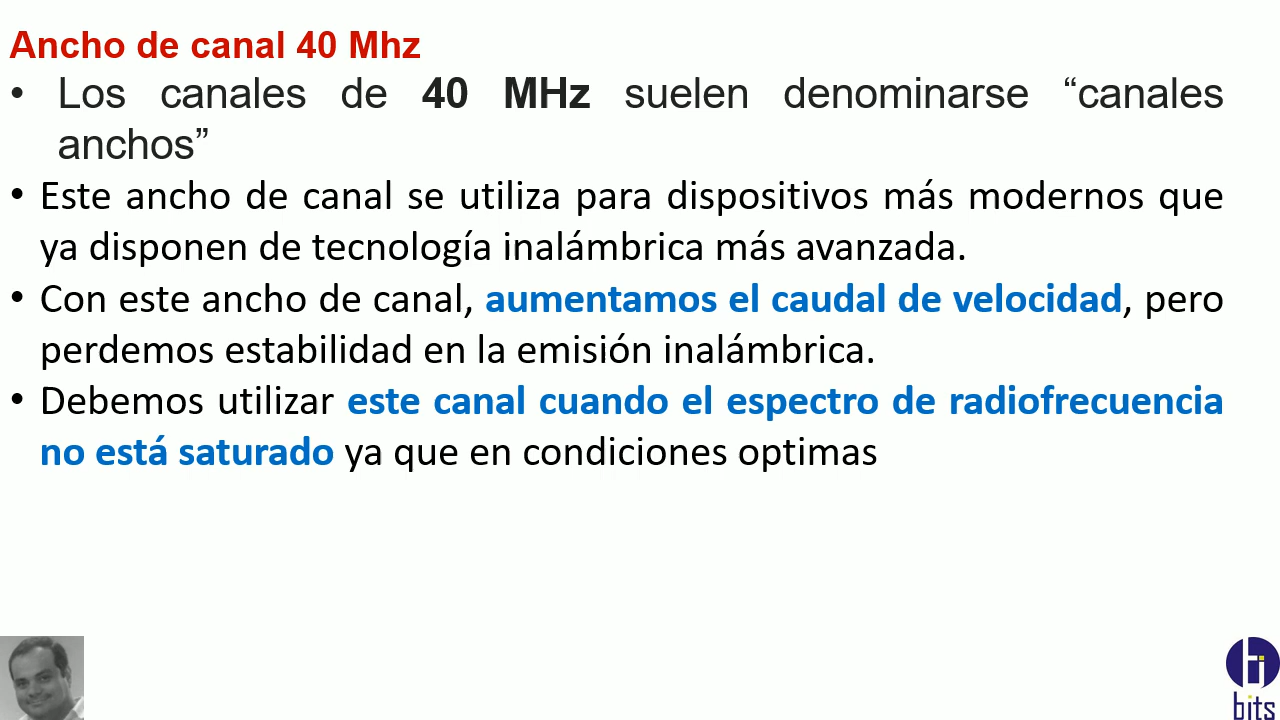 Ancho de canal 40 Mhz
• Los canales de 40 MHz suelen denominarse “canales
anchos”
• Este ancho de canal se utiliza para dispositivos más modernos que
ya disponen de tecnología inalámbrica más avanzada.
• Con este ancho de canal, aumentamos el caudal de velocidad, pero
perdemos estabilidad en la emisión inalámbrica.
• Debemos utilizar este canal cuando el espectro de radiofrecuencia
no está saturado ya que en condiciones optimas
bits